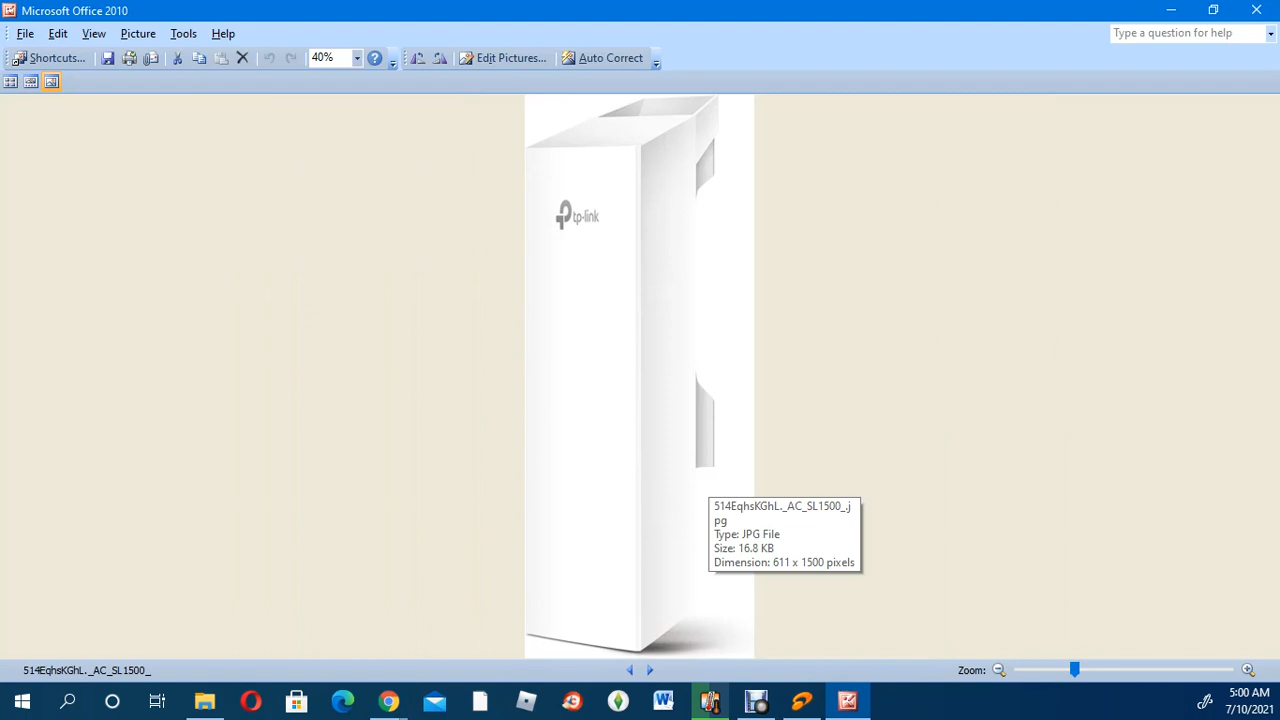 Microsoft Office 2010
File Edit View Picture Tools Help
Type a question for help
Shortcuts... 40% Edit Pictures... Auto Correct
tp-link
514EqhsKGhL._AC_SL1500_.j
pg
Type: JPG File
Size: 16.8 KB
Dimension: 611 x 1500 pixels
514EqhsKGhL._AC_SL1500_
Zoom:
5:00 AM
7/10/2021